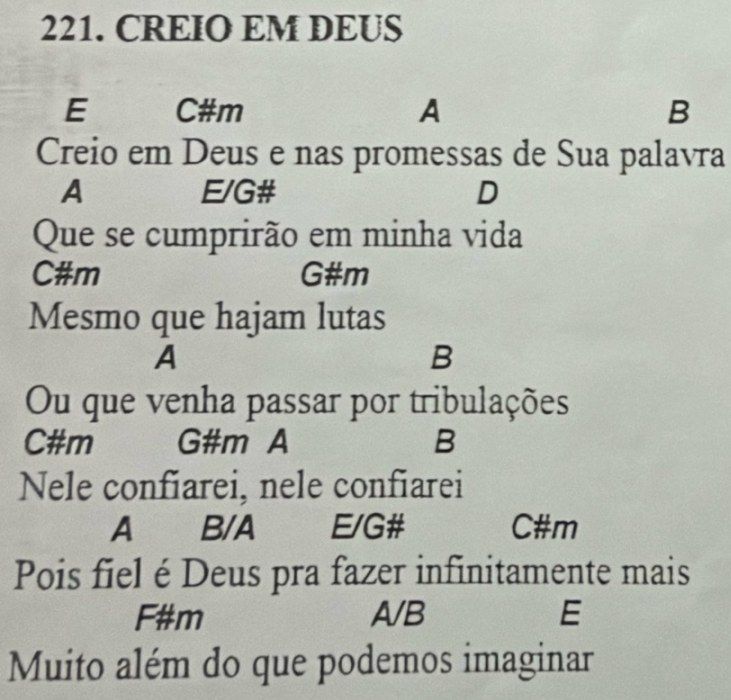 221. CREIO EM DEUS
E C#m A B
Creio em Deus e nas promessas de Sua palavra
A E/G# D
Que se cumprirão em minha vida
C#m G#m
Mesmo que hajam lutas
A B
Ou que venha passar por tribulações
C#m G#m A B
Nele confiarei, nele confiarei
A B/A E/G# C#m
Pois fiel é Deus pra fazer infinitamente mais
F#m A/B E
Muito além do que podemos imaginar